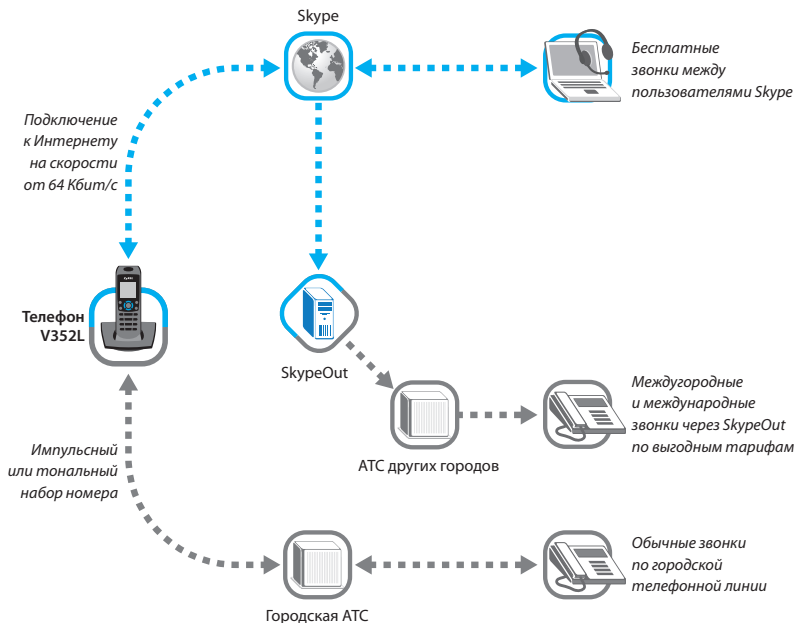 Skype
Бесплатные
звонки между
пользователями Skype
Подключение
к Интернету
на скорости
от 64 Кбит/с
ZyXEL
Телефон
V352L
SkypeOut
Междугородные
и международные
звонки через SkypeOut
по выгодным тарифам
АТС других городов
Импульсный
или тональный
набор номера
Обычные звонки
по городской
телефонной линии
Городская АТС